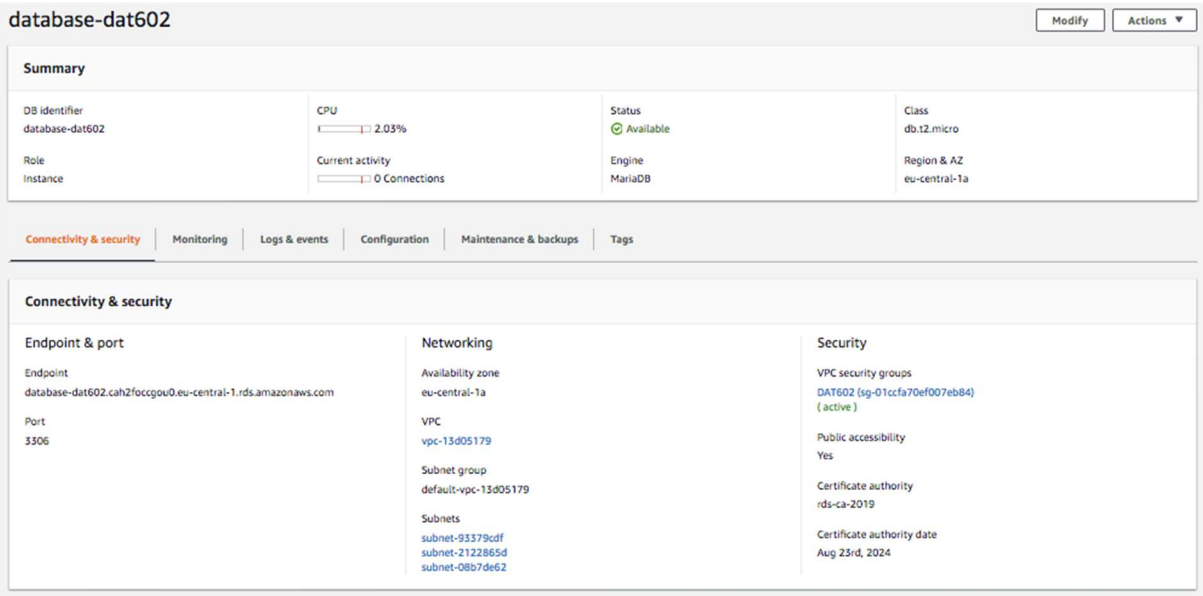 database-dat602
Modify
Actions
Summary
DB identifier
database-dat602
CPU
2.03%
Status
Available
Class
db.t2.micro
Role
Instance
Current activity
0 Connections
Engine
MariaDB
Region & AZ
eu-central-1a
Connectivity & security
Monitoring
Logs & events
Configuration
Maintenance & backups
Tags
Connectivity & security
Endpoint & port
Endpoint
database-dat602.cah2foccgou0.eu-central-1.rds.amazonaws.com
Port
3306
Networking
Availability zone
eu-central-1a
VPC
vpc-13d05179
Subnet group
default-vpc-13d05179
Subnets
subnet-93379cdf
subnet-2122865d
subnet-08b7de62
Security
VPC security groups
DAT602 (sg-01ccfa70ef007eb84)
( active )
Public accessibility
Yes
Certificate authority
rds-ca-2019
Certificate authority date
Aug 23rd, 2024